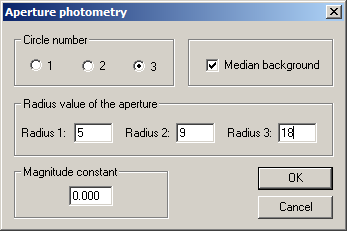 Aperture photometry
Circle number
1 2 3
Median background
Radius value of the aperture
Radius 1: 5 Radius 2: 9 Radius 3: 18
Magnitude constant
0.000
OK
Cancel